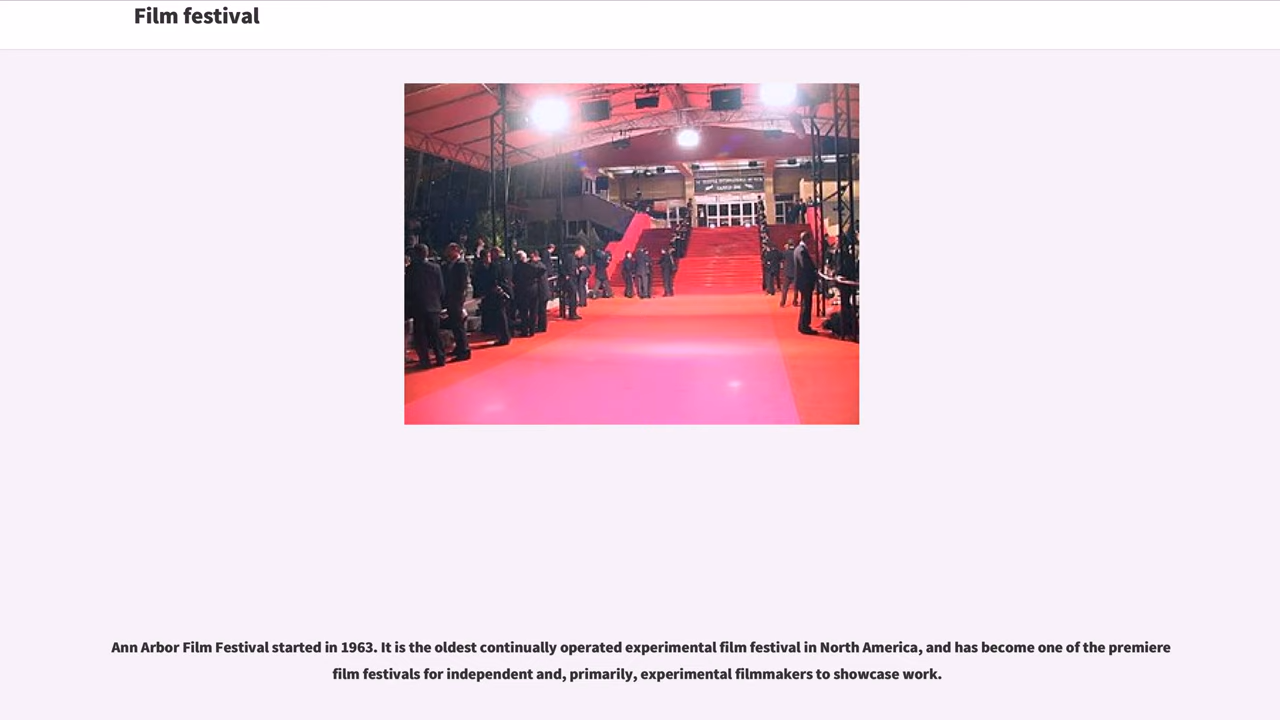 Film festival
Ann Arbor Film Festival started in 1963. It is the oldest continually operated experimental film festival in North America, and has become one of the premiere
film festivals for independent and, primarily, experimental filmmakers to showcase work.